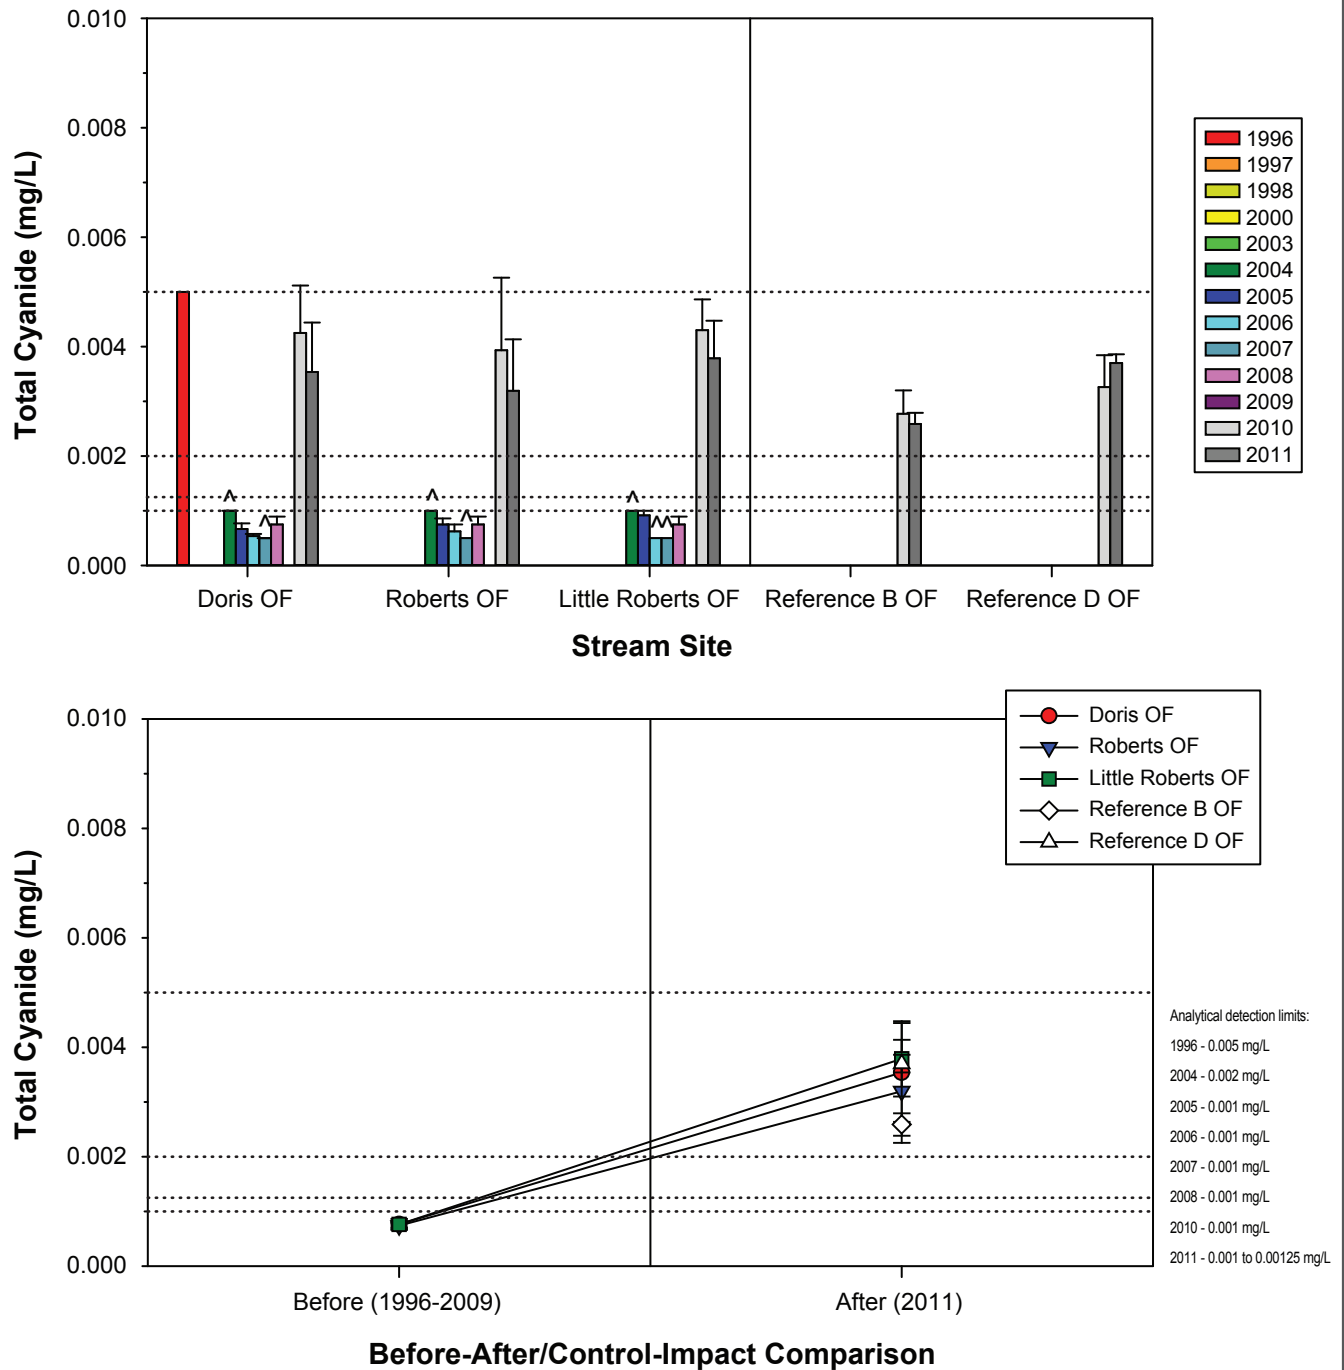 0.010
0.008
0.006
0.004
0.002
0.000
Total Cyanide (mg/L)
^ ^ ^ ^ ^ ^^
Doris OF Roberts OF Little Roberts OF Reference B OF Reference D OF
Stream Site
1996
1997
1998
2000
2003
2004
2005
2006
2007
2008
2009
2010
2011
0.010
0.008
0.006
0.004
0.002
0.000
Total Cyanide (mg/L)
Doris OF
Roberts OF
Little Roberts OF
Reference B OF
Reference D OF
Analytical detection limits:
1996 - 0.005 mg/L
2004 - 0.002 mg/L
2005 - 0.001 mg/L
2006 - 0.001 mg/L
2007 - 0.001 mg/L
2008 - 0.001 mg/L
2010 - 0.001 mg/L
2011 - 0.001 to 0.00125 mg/L
Before (1996-2009) After (2011)
Before-After/Control-Impact Comparison